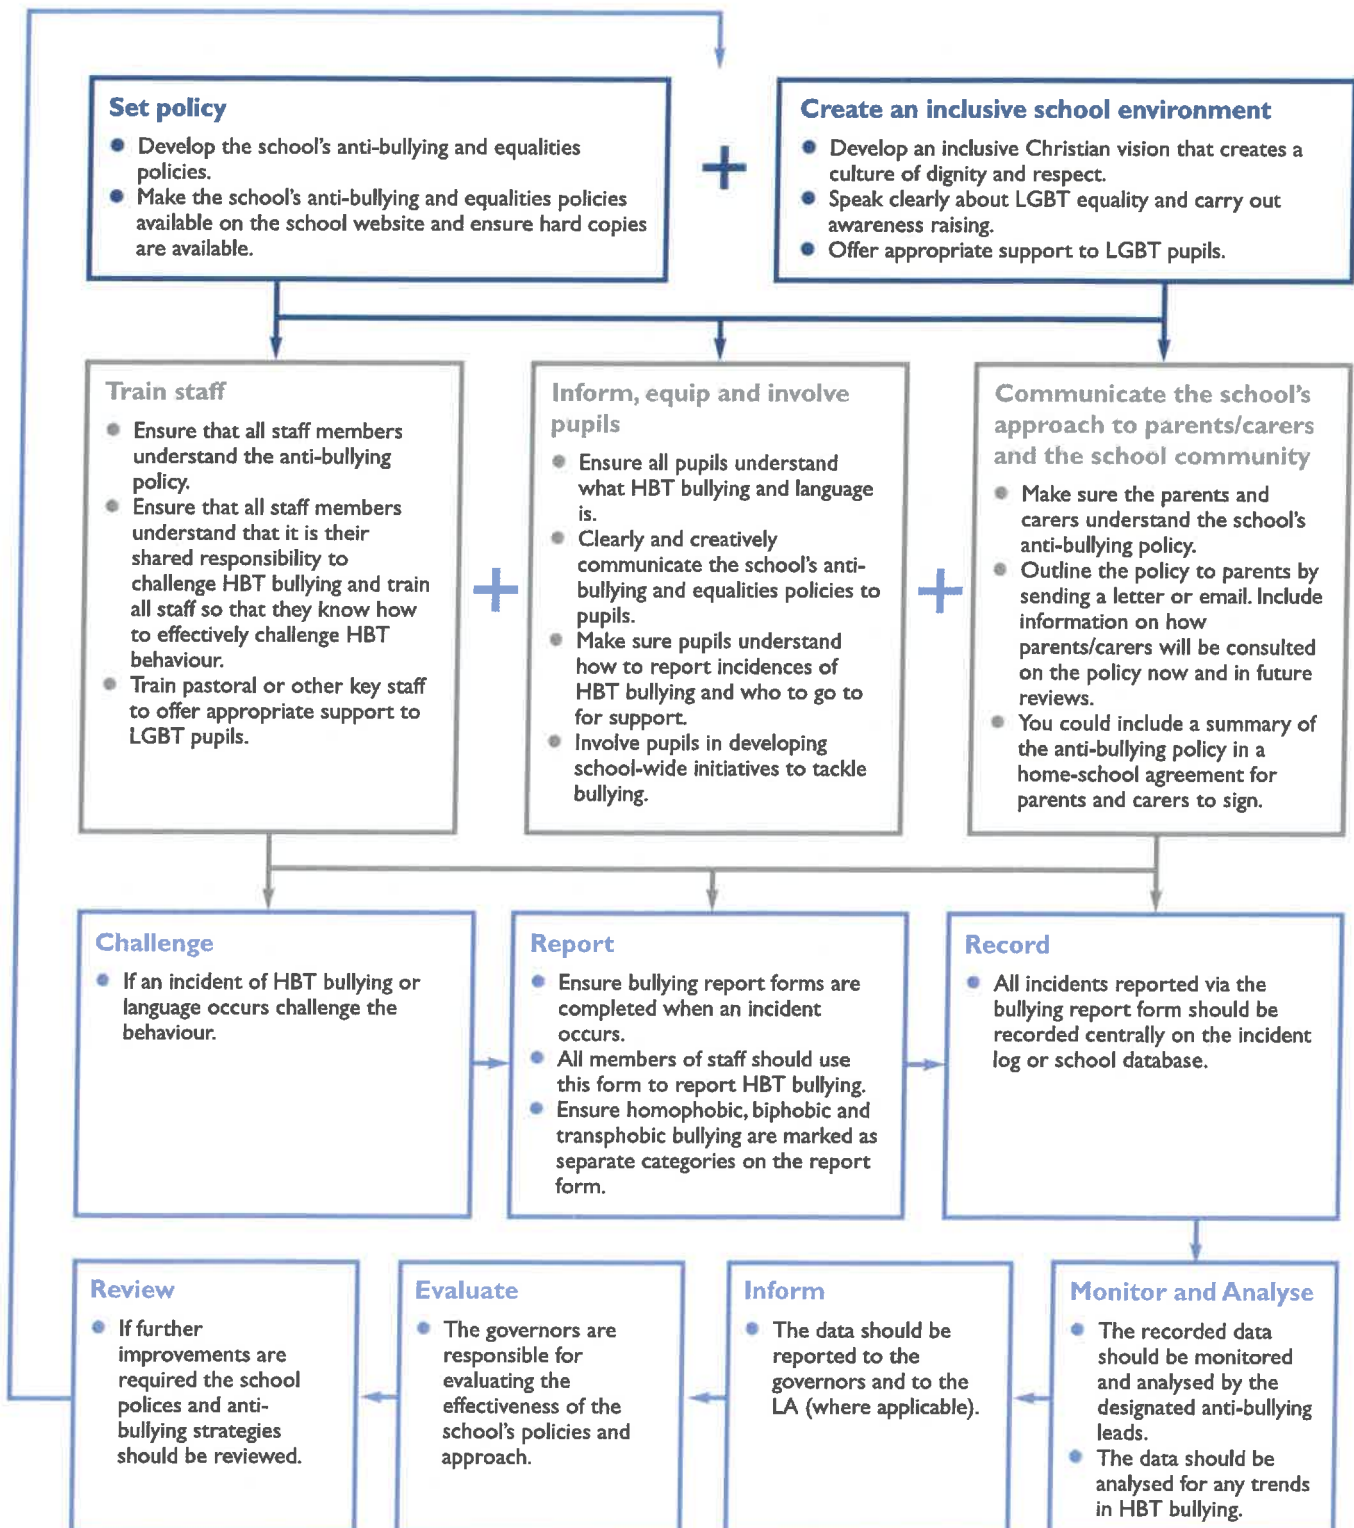 Set policy
● Develop the school's anti-bullying and equalities
policies.
● Make the school's anti-bullying and equalities policies
available on the school website and ensure hard copies
are available.
+
Create an inclusive school environment
● Develop an inclusive Christian vision that creates a
culture of dignity and respect.
● Speak clearly about LGBT equality and carry out
awareness raising.
● Offer appropriate support to LGBT pupils.
Train staff
● Ensure that all staff members
understand the anti-bullying
policy.
● Ensure that all staff members
understand that it is their
shared responsibility to
challenge HBT bullying and train
all staff so that they know how
to effectively challenge HBT
behaviour.
● Train pastoral or other key staff
to offer appropriate support to
LGBT pupils.
+
Inform, equip and involve
pupils
● Ensure all pupils understand
what HBT bullying and language
is.
● Clearly and creatively
communicate the school's anti-
bullying and equalities policies to
pupils.
● Make sure pupils understand
how to report incidences of
HBT bullying and who to go to
for support.
● Involve pupils in developing
school-wide initiatives to tackle
bullying.
+
Communicate the school's
approach to parents/carers
and the school community
● Make sure the parents and
carers understand the school's
anti-bullying policy.
● Outline the policy to parents by
sending a letter or email. Include
information on how
parents/carers will be consulted
on the policy now and in future
reviews.
● You could include a summary of
the anti-bullying policy in a
home-school agreement for
parents and carers to sign.
Challenge
● If an incident of HBT bullying or
language occurs challenge the
behaviour.
Report
● Ensure bullying report forms are
completed when an incident
occurs.
● All members of staff should use
this form to report HBT bullying.
● Ensure homophobic, biphobic and
transphobic bullying are marked as
separate categories on the report
form.
Record
● All incidents reported via the
bullying report form should be
recorded centrally on the incident
log or school database.
Review
● If further
improvements are
required the school
polices and anti-
bullying strategies
should be reviewed.
Evaluate
● The governors are
responsible for
evaluating the
effectiveness of the
school's policies and
approach.
Inform
● The data should be
reported to the
governors and to the
LA (where applicable).
Monitor and Analyse
● The recorded data
should be monitored
and analysed by the
designated anti-bullying
leads.
● The data should be
analysed for any trends
in HBT bullying.